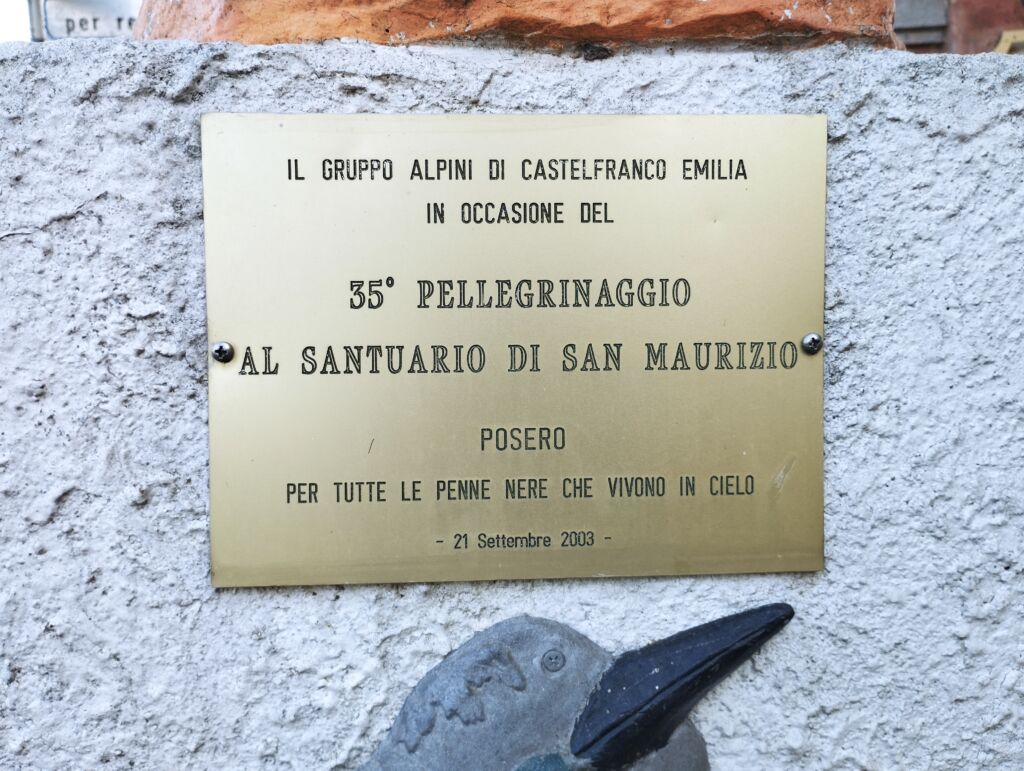 per
IL GRUPPO ALPINI DI CASTELFRANCO EMILIA
IN OCCASIONE DEL
35° PELLEGRINAGGIO
AL SANTUARIO DI SAN MAURIZIO
POSERO
PER TUTTE LE PENNE NERE CHE VIVONO IN CIELO
- 21 Settembre 2003 -